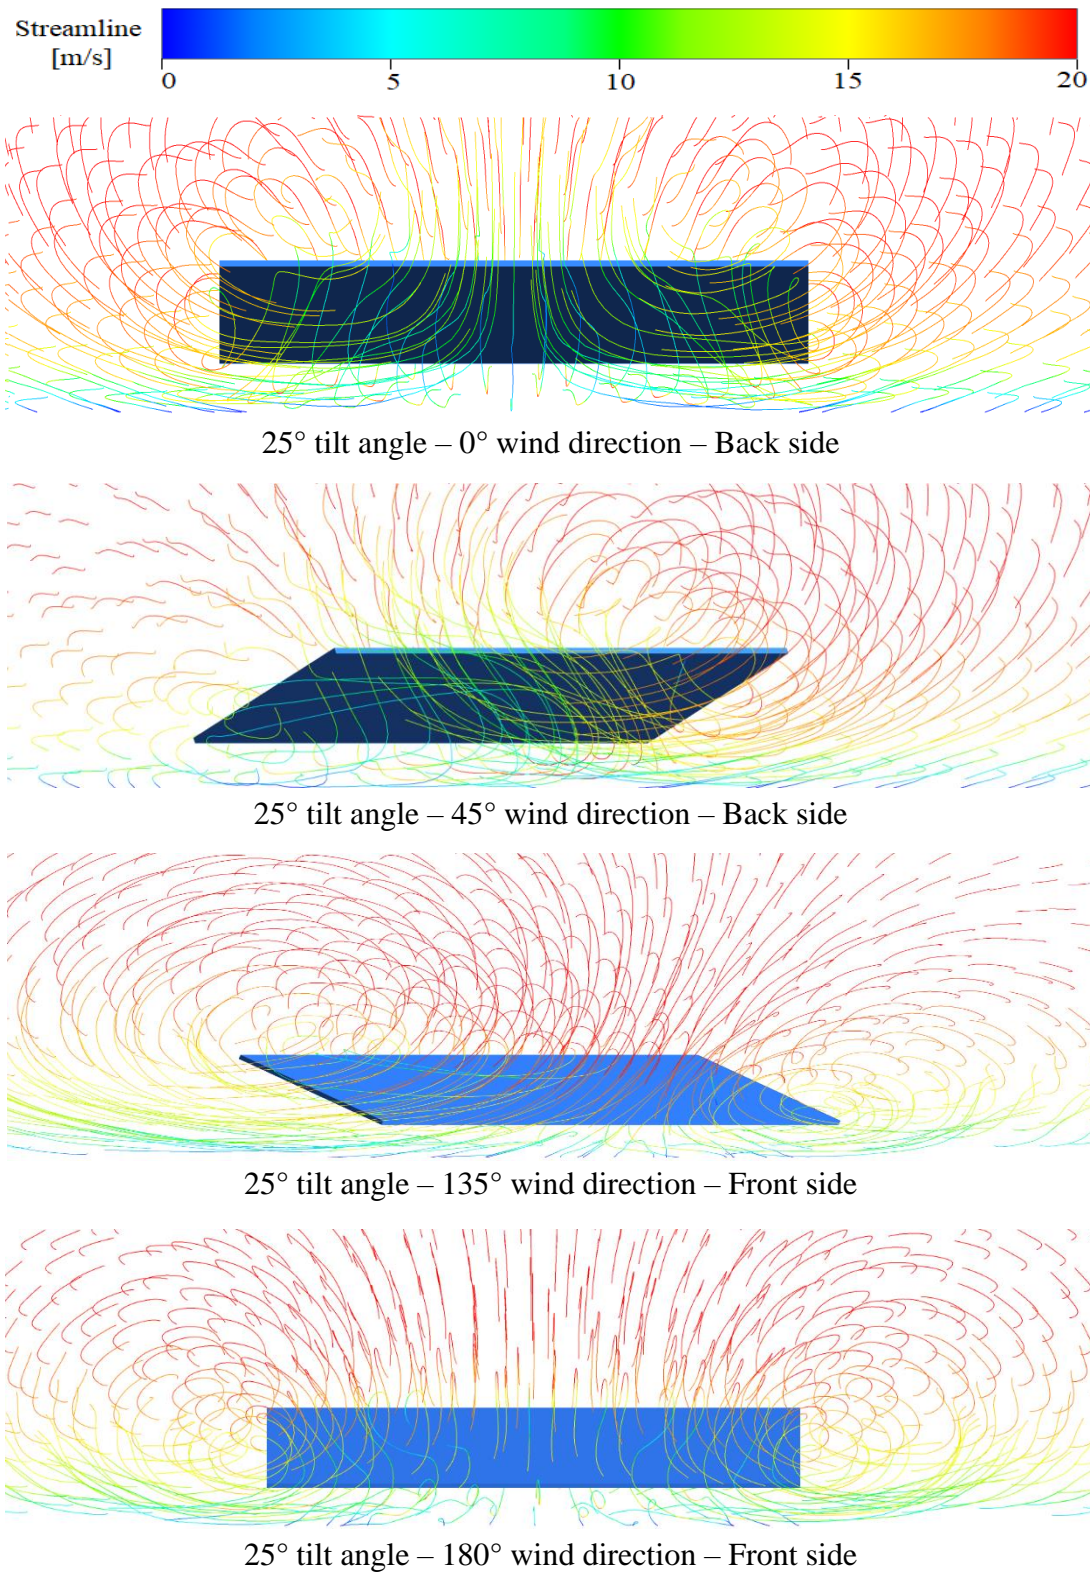 Streamline
[m/s]
0 5 10 15 20
25° tilt angle – 0° wind direction – Back side
25° tilt angle – 45° wind direction – Back side
25° tilt angle – 135° wind direction – Front side
25° tilt angle – 180° wind direction – Front side